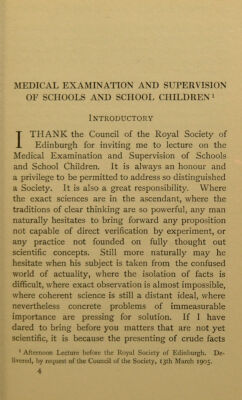 MEDICAL EXAMINATION AND SUPERVISION
OF SCHOOLS AND SCHOOL CHILDREN¹
INTRODUCTORY
I THANK the Council of the Royal Society of
Edinburgh for inviting me to lecture on the
Medical Examination and Supervision of Schools
and School Children. It is always an honour and
a privilege to be permitted to address so distinguished
a Society. It is also a great responsibility. Where
the exact sciences are in the ascendant, where the
traditions of clear thinking are so powerful, any man
naturally hesitates to bring forward any proposition
not capable of direct verification by experiment, or
any practice not founded on fully thought out
scientific concepts. Still more naturally may he
hesitate when his subject is taken from the confused
world of actuality, where the isolation of facts is
difficult, where exact observation is almost impossible,
where coherent science is still a distant ideal, where
nevertheless concrete problems of immeasurable
importance are pressing for solution. If I have
dared to bring before you matters that are not yet
scientific, it is because the presenting of crude facts
¹ Afternoon Lecture before the Royal Society of Edinburgh. De-
livered, by request of the Council of the Society, 13th March 1905.
4